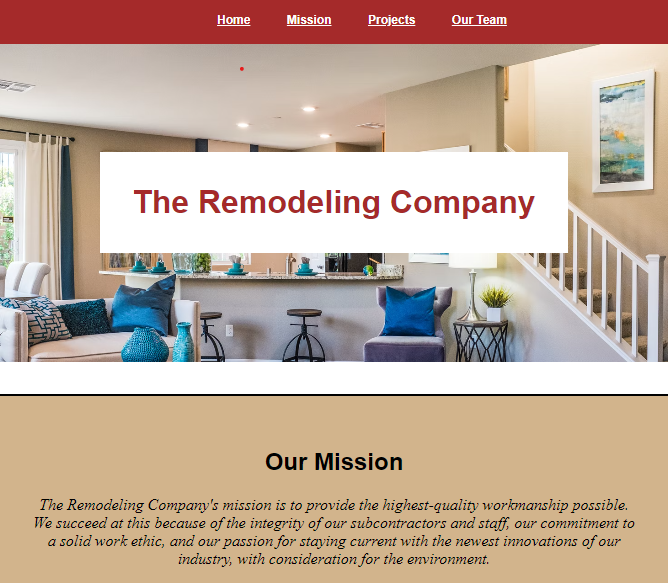 Home Mission Projects Our Team
The Remodeling Company
Our Mission
The Remodeling Company's mission is to provide the highest-quality workmanship possible.
We succeed at this because of the integrity of our subcontractors and staff, our commitment to
a solid work ethic, and our passion for staying current with the newest innovations of our
industry, with consideration for the environment.